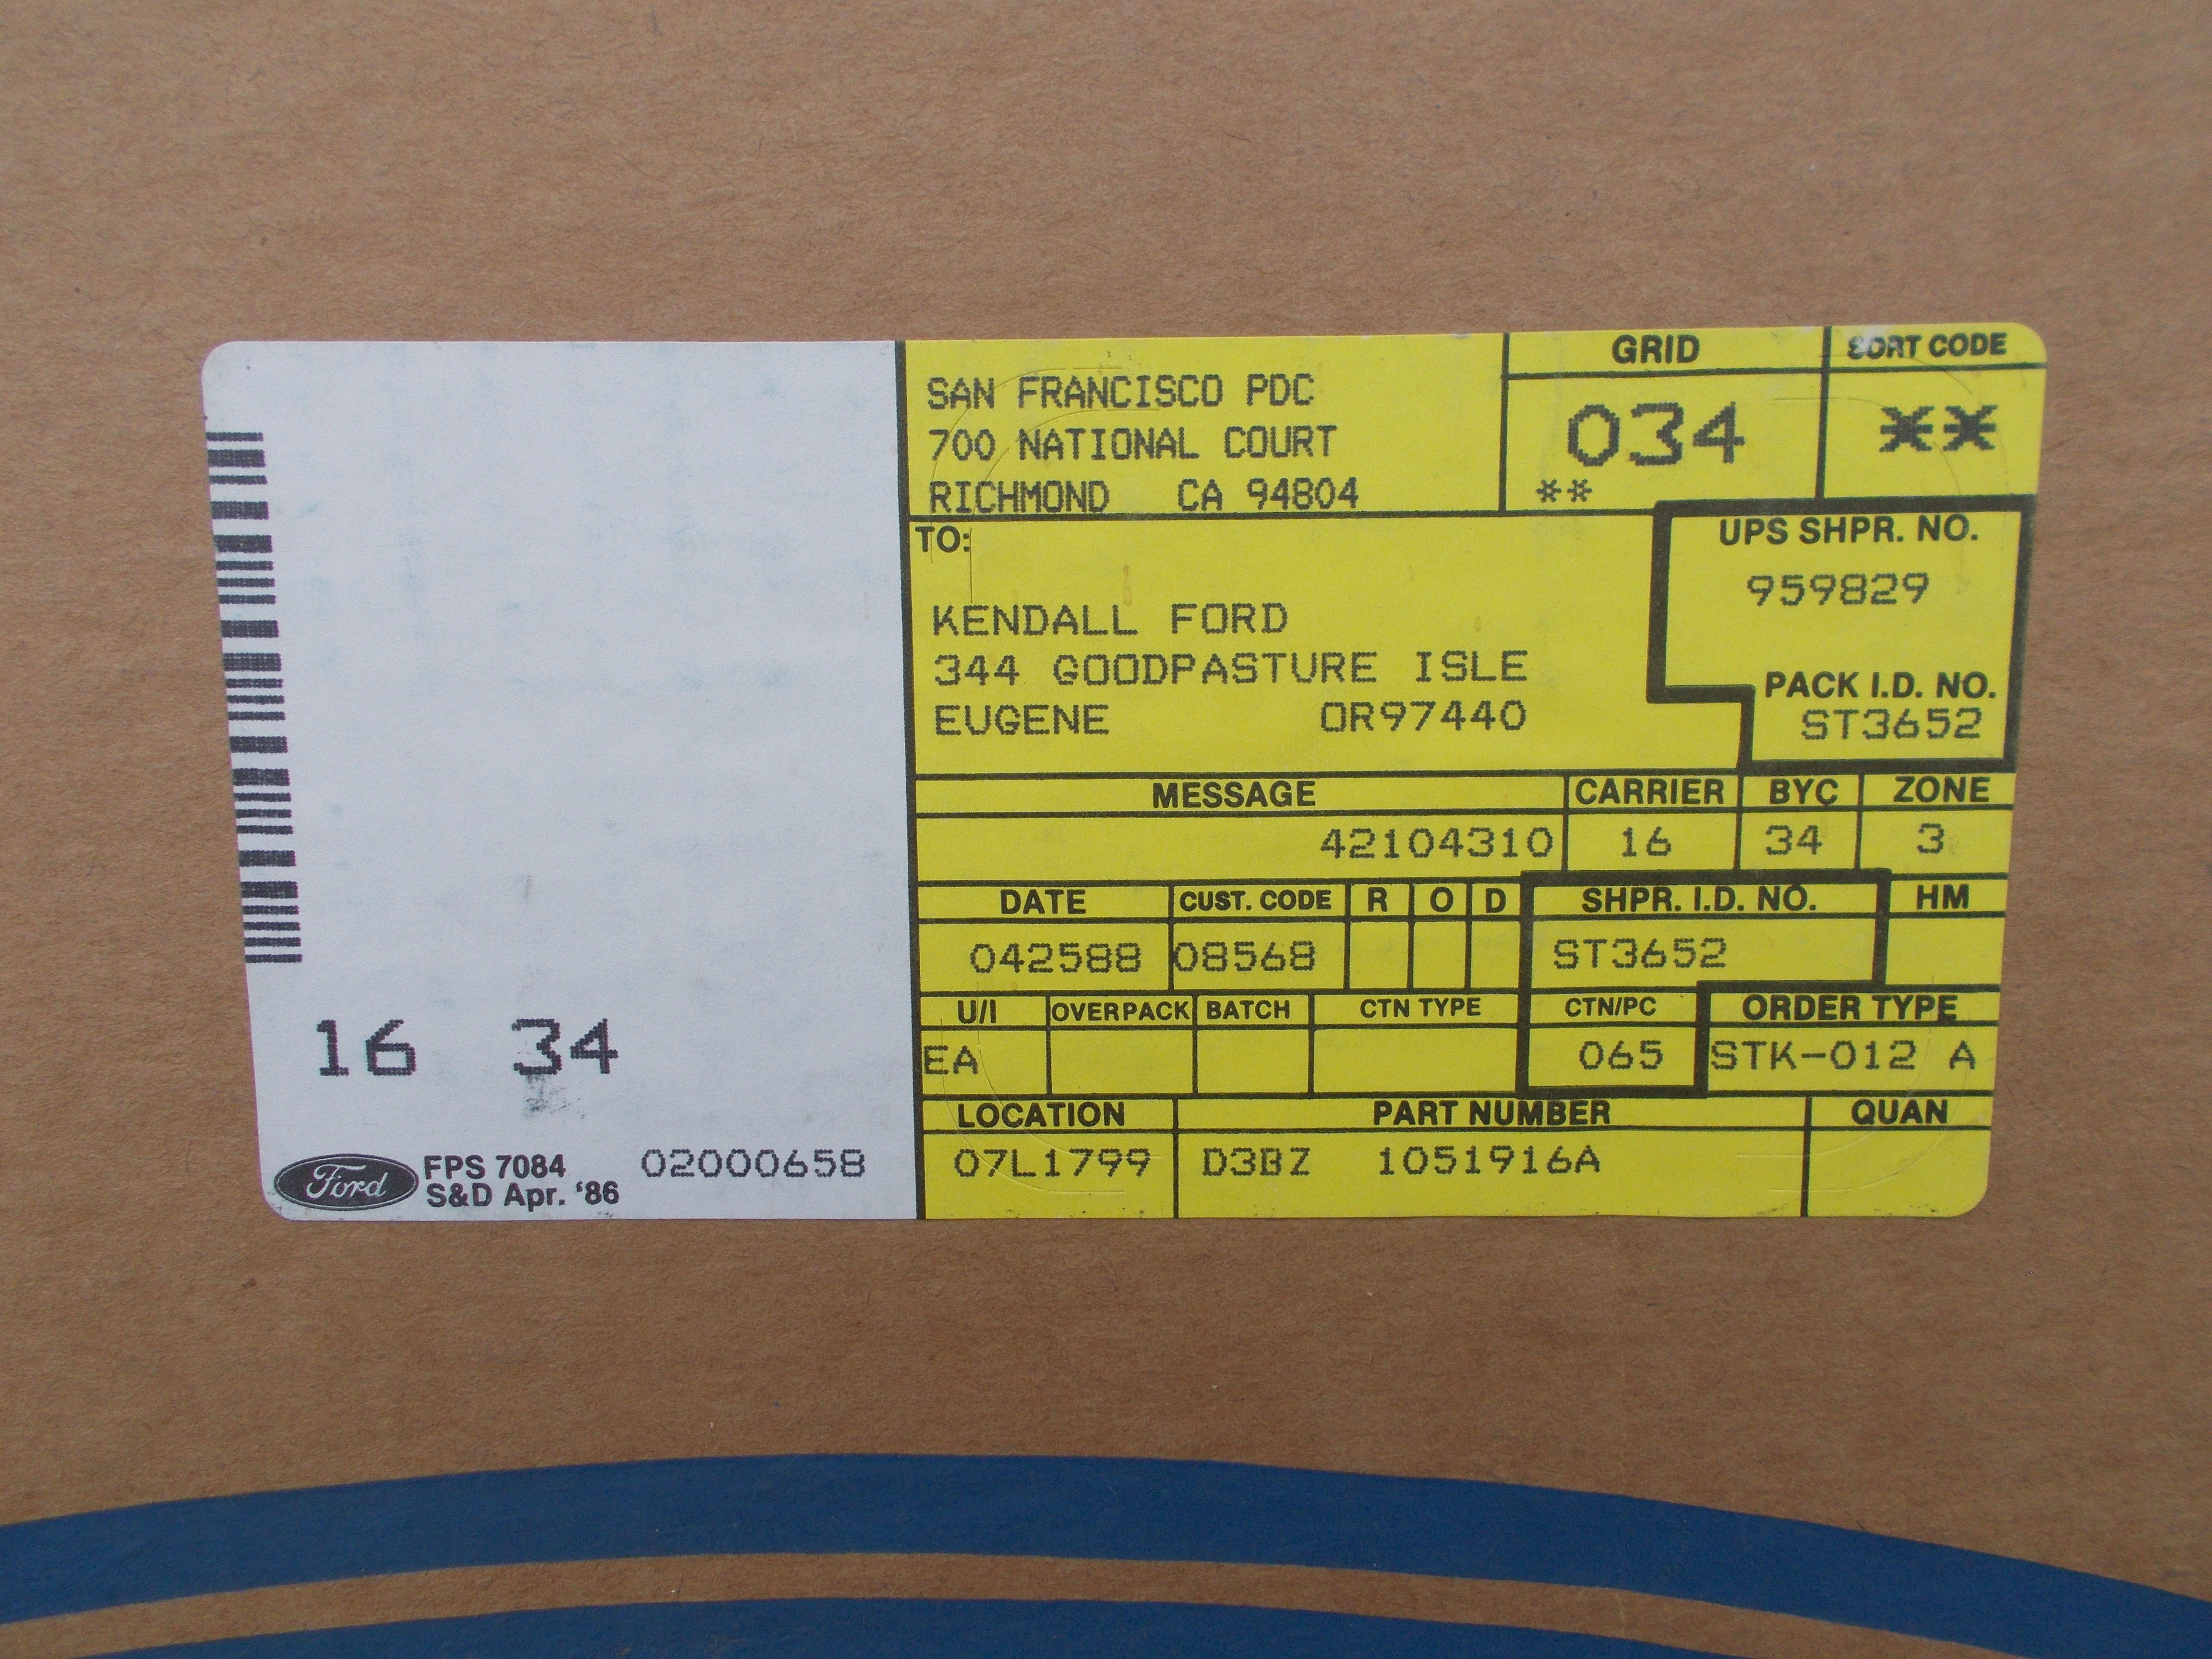 SAN FRANCISCO PDC
700 NATIONAL COURT
RICHMOND CA 94804
GRID
034
**
SORT CODE
**
TO:
KENDALL FORD
344 GOODPASTURE ISLE
EUGENE OR97440
UPS SHPR. NO.
959829
PACK I.D. NO.
ST3652
MESSAGE CARRIER BYC ZONE
42104310 16 34 3
DATE CUST. CODE R O D SHPR. I.D. NO. HM
042588 08568 ST3652
U/I OVERPACK BATCH CTN TYPE CTN/PC ORDER TYPE
EA 065 STK-012 A
LOCATION PART NUMBER QUAN
07L1799 D3BZ 1051916A
16 34
Ford
FPS 7084
S&D Apr. '86
02000658